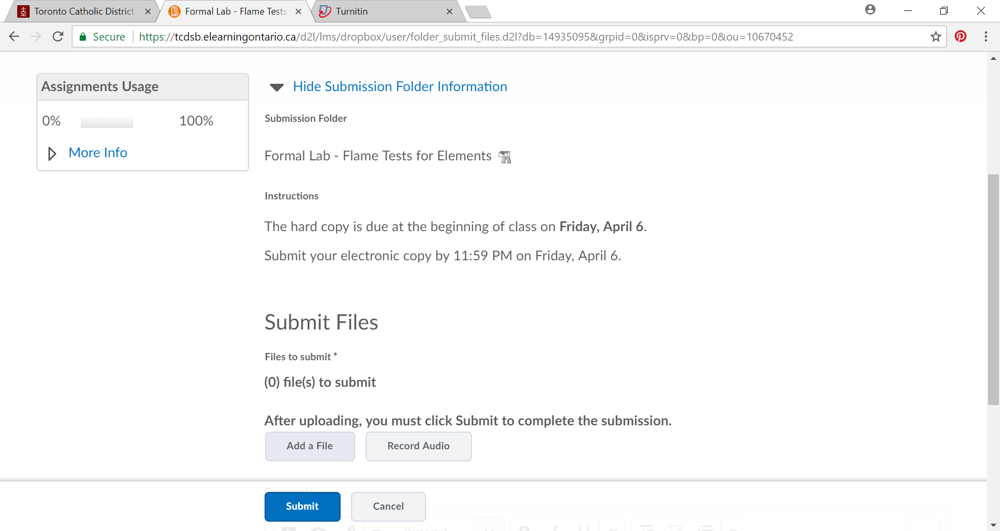 Toronto Catholic District
Formal Lab - Flame Tests
Turnitin
Secure
https://tcdsb.elearningontario.ca/d2l/lms/dropbox/user/folder_submit_files.d2l?db=14935095&grpid=0&isprv=0&bp=0&ou=10670452
Assignments Usage
0% 100%
More Info
Hide Submission Folder Information
Submission Folder
Formal Lab - Flame Tests for Elements
Instructions
The hard copy is due at the beginning of class on Friday, April 6.
Submit your electronic copy by 11:59 PM on Friday, April 6.
Submit Files
Files to submit *
(0) file(s) to submit
After uploading, you must click Submit to complete the submission.
Add a File Record Audio
Comments
Submit Cancel
Paragraph